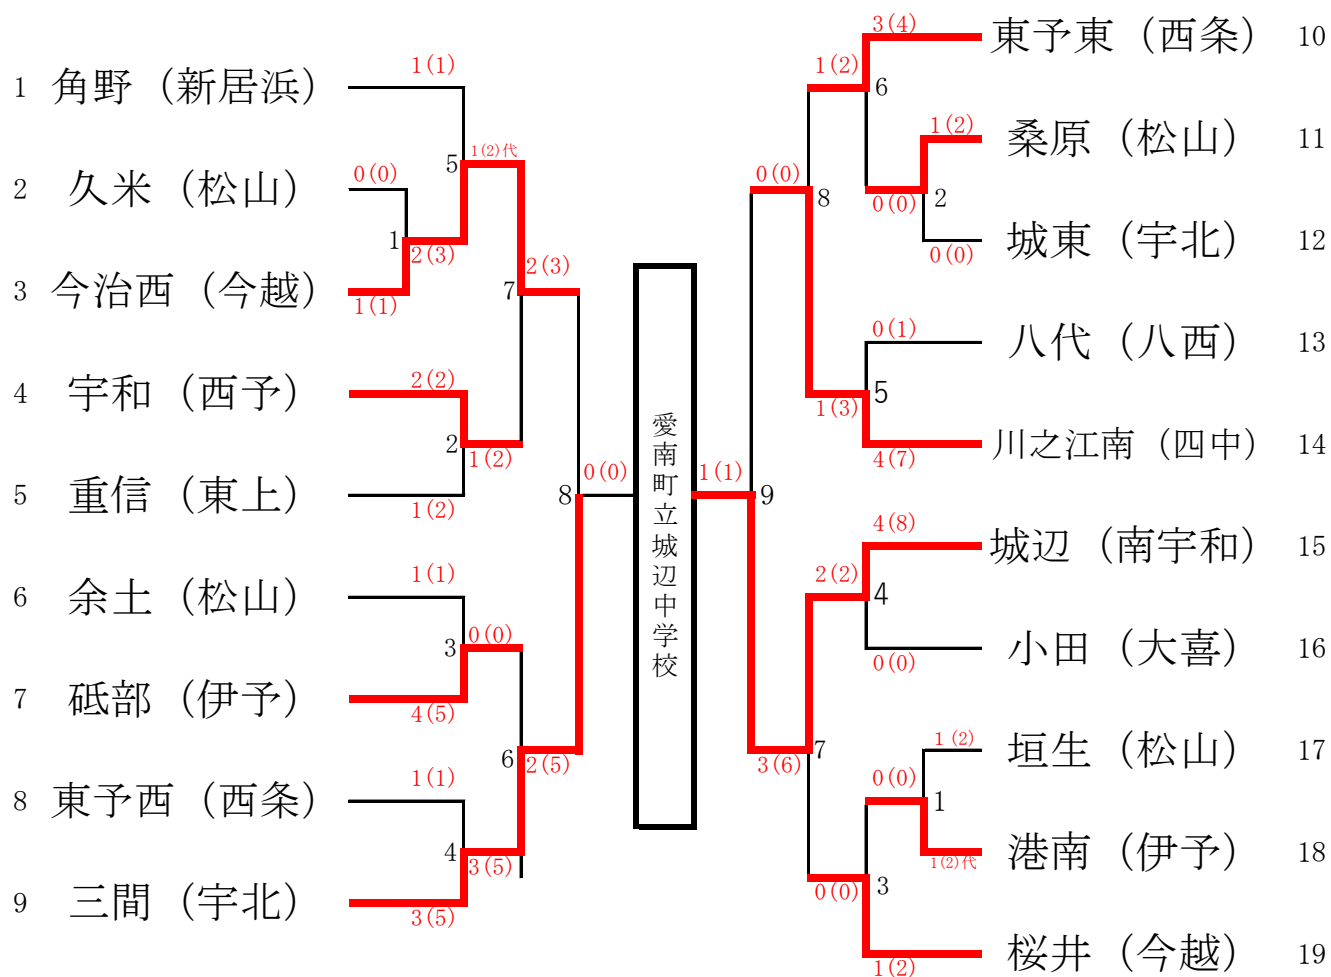 1 角野（新居浜）
2 久米（松山）
3 今治西（今越）
4 宇和（西予）
5 重信（東上）
6 余土（松山）
7 砥部（伊予）
8 東予西（西条）
9 三間（宇北）
1(1)
0(0)
1(1)
2(2)
1(2)
1(1)
4(5)
1(1)
3(5)
1
2(3)
5
1(2)代
2
1(2)
7
2(3)
3
0(0)
4
3(5)
6
2(5)
8
0(0)
愛南町立城辺中学校
1(1)
9
0(0)
8
1(2)
6
3(4)
1(2)
0(0)
2
0(0)
0(1)
5
1(3)
4(7)
4(8)
2(2)
4
0(0)
3(6)
7
1(2)
0(0)
1
1(2)代
0(0)
3
1(2)
東予東（西条） 10
桑原（松山） 11
城東（宇北） 12
八代（八西） 13
川之江南（四中） 14
城辺（南宇和） 15
小田（大喜） 16
垣生（松山） 17
港南（伊予） 18
桜井（今越） 19